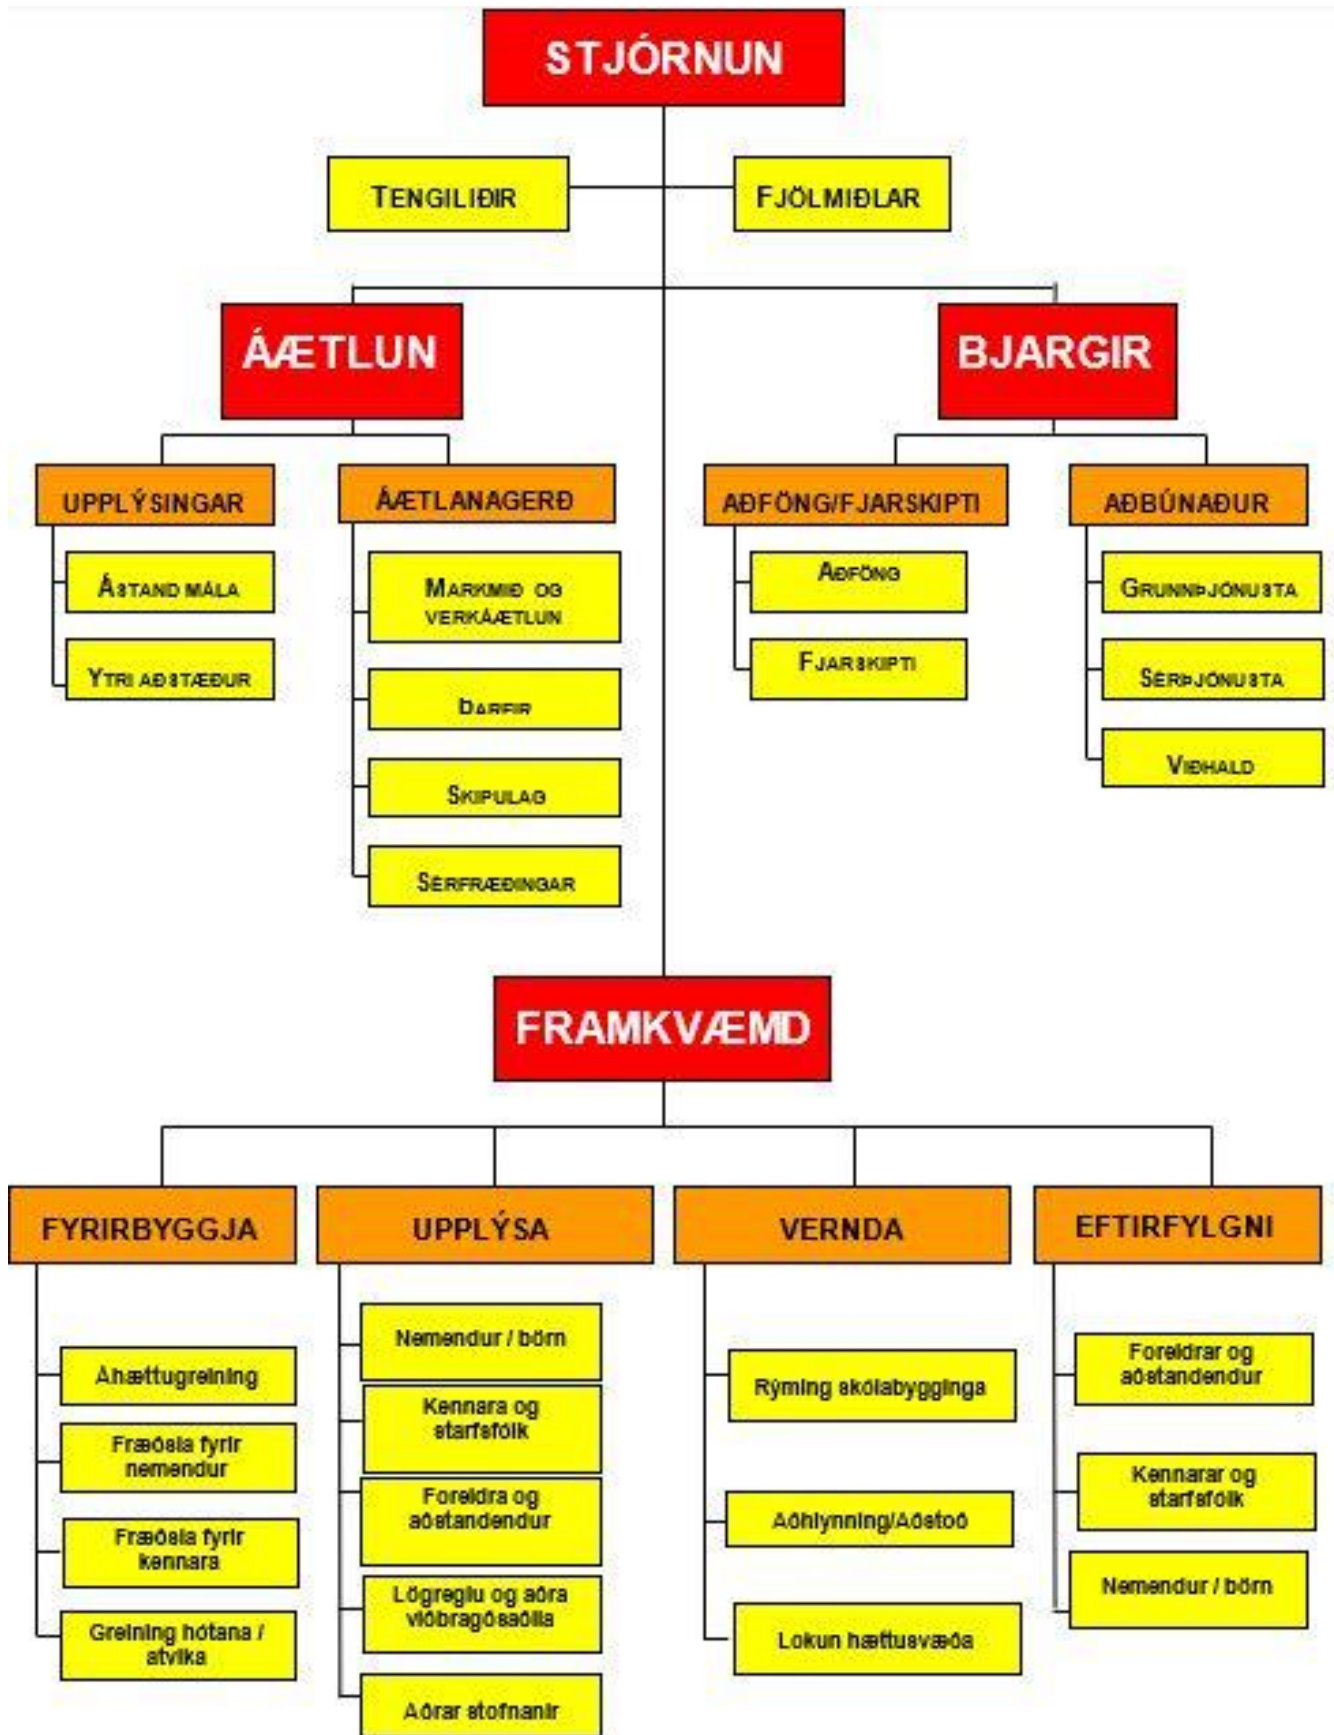 STJÓRNUN
TENGILIÐIR
FJÖLMIÐLAR
ÁÆTLUN
BJARGIR
UPPLÝSINGAR
ÁÆTLANAGERÐ
AÐFÖNG/FJARSKIPTI
AÐBÚNAÐUR
ÁSTAND MÁLA
YTRI AÐSTÆÐUR
MARKMIÐ OG
VERKÁÆTLUN
ÞARFIR
SKIPULAG
SÉRFRÆÐINGAR
AÐFÖNG
FJARSKIPTI
GRUNNÞJÓNUSTA
SÉRÞJÓNUSTA
VIÐHALD
FRAMKVÆMD
FYRIRBYGGJA
UPPLÝSA
VERNDA
EFTIRFYLGNI
Áhættugreining
Fræðsla fyrir
nemendur
Fræðsla fyrir
kennara
Greining hótana /
atvika
Nemendur / börn
Kennara og
starfsfólk
Foreldra og
aðstandendur
Lögreglu og aðra
viðbragðsaðila
Aðrar stofnanir
Rýming skólabygginga
Aðhlynning/Aðstoð
Lokun hættusvæða
Foreldrar og
aðstandendur
Kennarar og
starfsfólk
Nemendur / börn